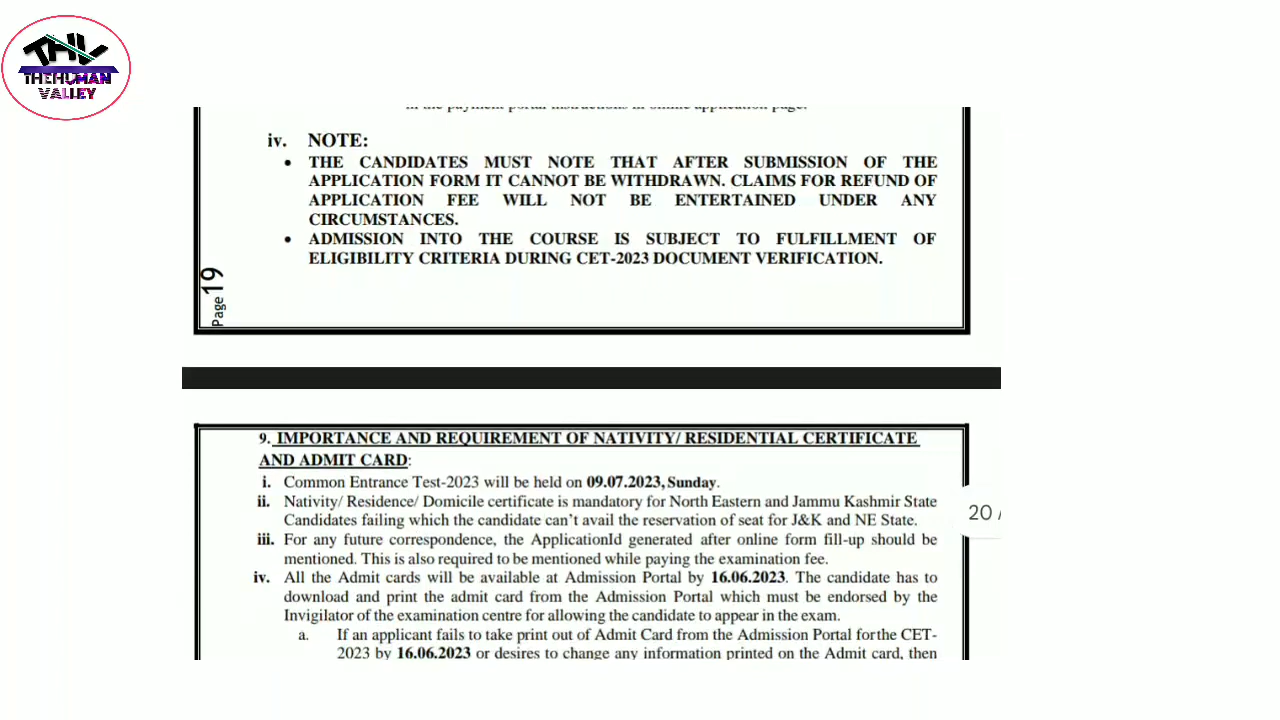 THV
THEHUMAN
VALLEY
in the payment portal instructions in online application page.
iv. NOTE:
• THE CANDIDATES MUST NOTE THAT AFTER SUBMISSION OF THE
APPLICATION FORM IT CANNOT BE WITHDRAWN. CLAIMS FOR REFUND OF
APPLICATION FEE WILL NOT BE ENTERTAINED UNDER ANY
CIRCUMSTANCES.
• ADMISSION INTO THE COURSE IS SUBJECT TO FULFILLMENT OF
ELIGIBILITY CRITERIA DURING CET-2023 DOCUMENT VERIFICATION.
Page 19
9. IMPORTANCE AND REQUIREMENT OF NATIVITY/ RESIDENTIAL CERTIFICATE
AND ADMIT CARD:
i. Common Entrance Test-2023 will be held on 09.07.2023, Sunday.
ii. Nativity/ Residence/ Domicile certificate is mandatory for North Eastern and Jammu Kashmir State
Candidates failing which the candidate can't avail the reservation of seat for J&K and NE State.
iii. For any future correspondence, the ApplicationId generated after online form fill-up should be
mentioned. This is also required to be mentioned while paying the examination fee.
iv. All the Admit cards will be available at Admission Portal by 16.06.2023. The candidate has to
download and print the admit card from the Admission Portal which must be endorsed by the
Invigilator of the examination centre for allowing the candidate to appear in the exam.
a. If an applicant fails to take print out of Admit Card from the Admission Portal forthe CET-
2023 by 16.06.2023 or desires to change any information printed on the Admit card, then
20 /